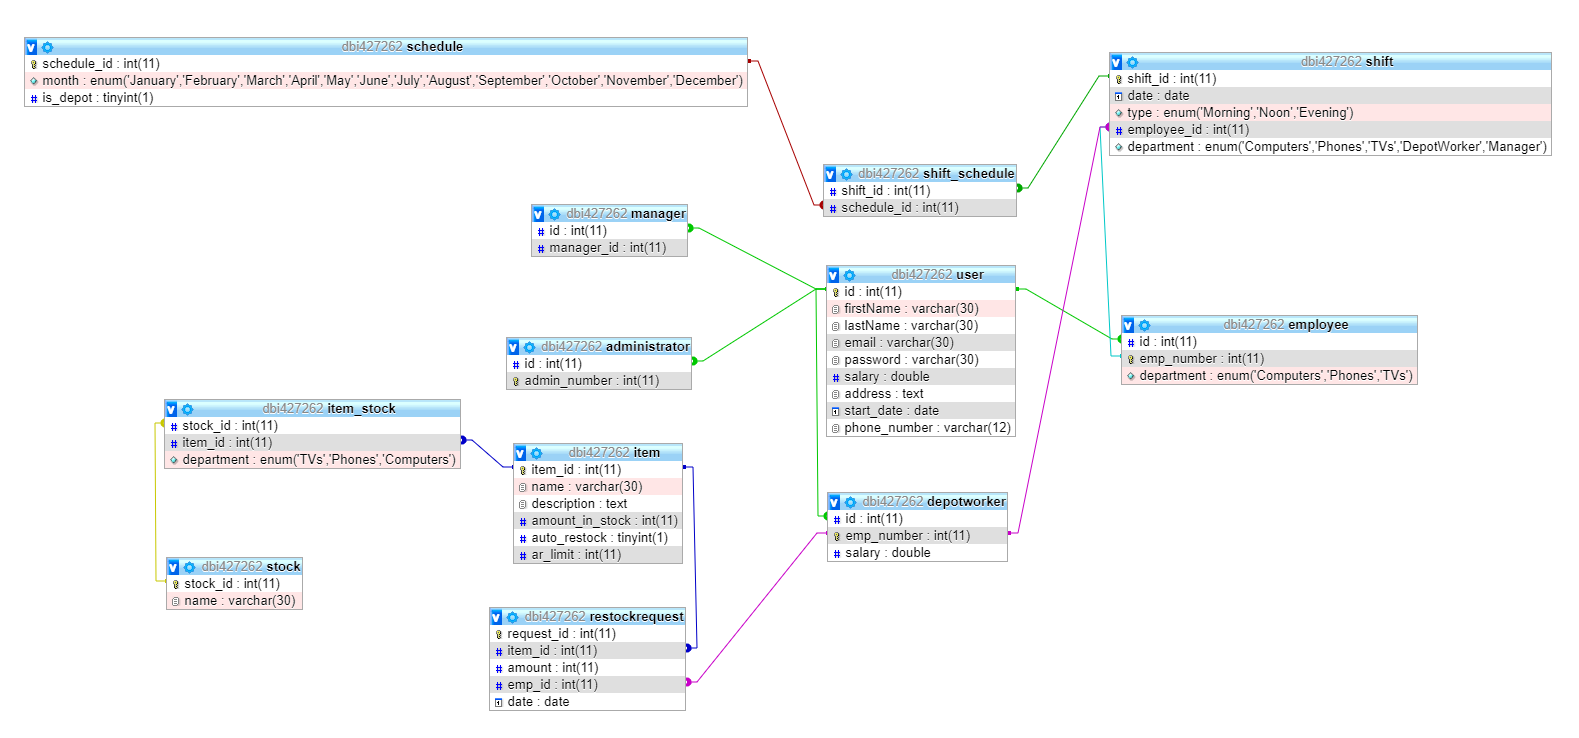 dbi427262 schedule
schedule_id : int(11)
month : enum('January','February','March','April','May','June','July','August','September','October','November','December')
is_depot : tinyint(1)
dbi427262 shift
shift_id : int(11)
date : date
type : enum('Morning','Noon','Evening')
employee_id : int(11)
department : enum('Computers','Phones','TVs','DepotWorker','Manager')
dbi427262 shift_schedule
shift_id : int(11)
schedule_id : int(11)
dbi427262 manager
id : int(11)
manager_id : int(11)
dbi427262 user
id : int(11)
firstName : varchar(30)
lastName : varchar(30)
email : varchar(30)
password : varchar(30)
salary : double
address : text
start_date : date
phone_number : varchar(12)
dbi427262 employee
id : int(11)
emp_number : int(11)
department : enum('Computers','Phones','TVs')
dbi427262 administrator
id : int(11)
admin_number : int(11)
dbi427262 item_stock
stock_id : int(11)
item_id : int(11)
department : enum('TVs','Phones','Computers')
dbi427262 item
item_id : int(11)
name : varchar(30)
description : text
amount_in_stock : int(11)
auto_restock : tinyint(1)
ar_limit : int(11)
dbi427262 depotworker
id : int(11)
emp_number : int(11)
salary : double
dbi427262 stock
stock_id : int(11)
name : varchar(30)
dbi427262 restockrequest
request_id : int(11)
item_id : int(11)
amount : int(11)
emp_id : int(11)
date : date